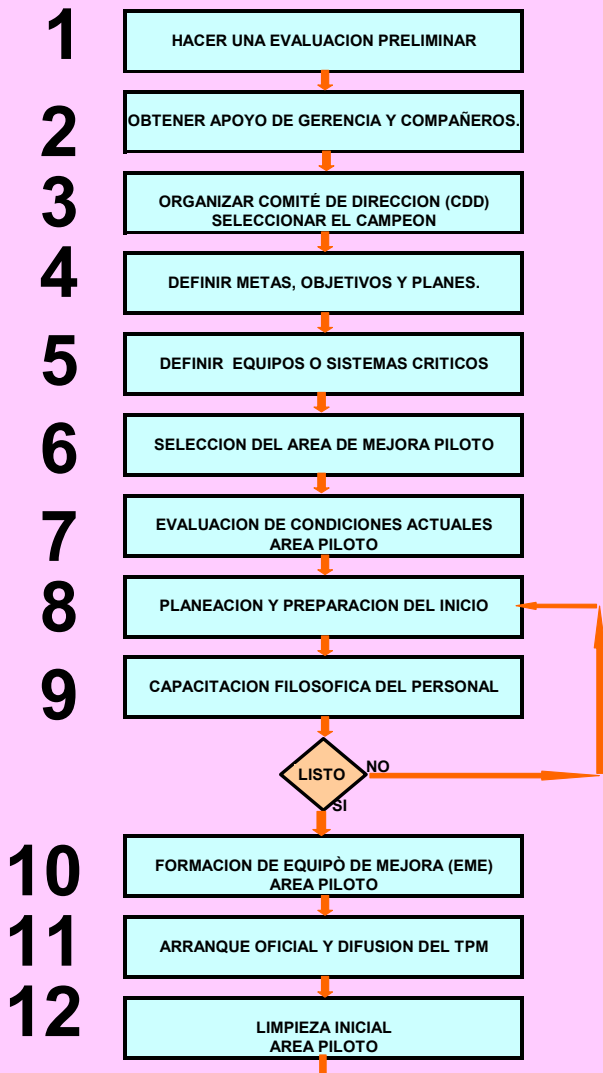 1
HACER UNA EVALUACION PRELIMINAR
2
OBTENER APOYO DE GERENCIA Y COMPAÑEROS.
3
ORGANIZAR COMITÉ DE DIRECCION (CDD)
SELECCIONAR EL CAMPEON
4
DEFINIR METAS, OBJETIVOS Y PLANES.
5
DEFINIR EQUIPOS O SISTEMAS CRITICOS
6
SELECCION DEL AREA DE MEJORA PILOTO
7
EVALUACION DE CONDICIONES ACTUALES
AREA PILOTO
8
PLANEACION Y PREPARACION DEL INICIO
9
CAPACITACION FILOSOFICA DEL PERSONAL
LISTO
NO
SI
10
FORMACION DE EQUIPÒ DE MEJORA (EME)
AREA PILOTO
11
ARRANQUE OFICIAL Y DIFUSION DEL TPM
12
LIMPIEZA INICIAL
AREA PILOTO